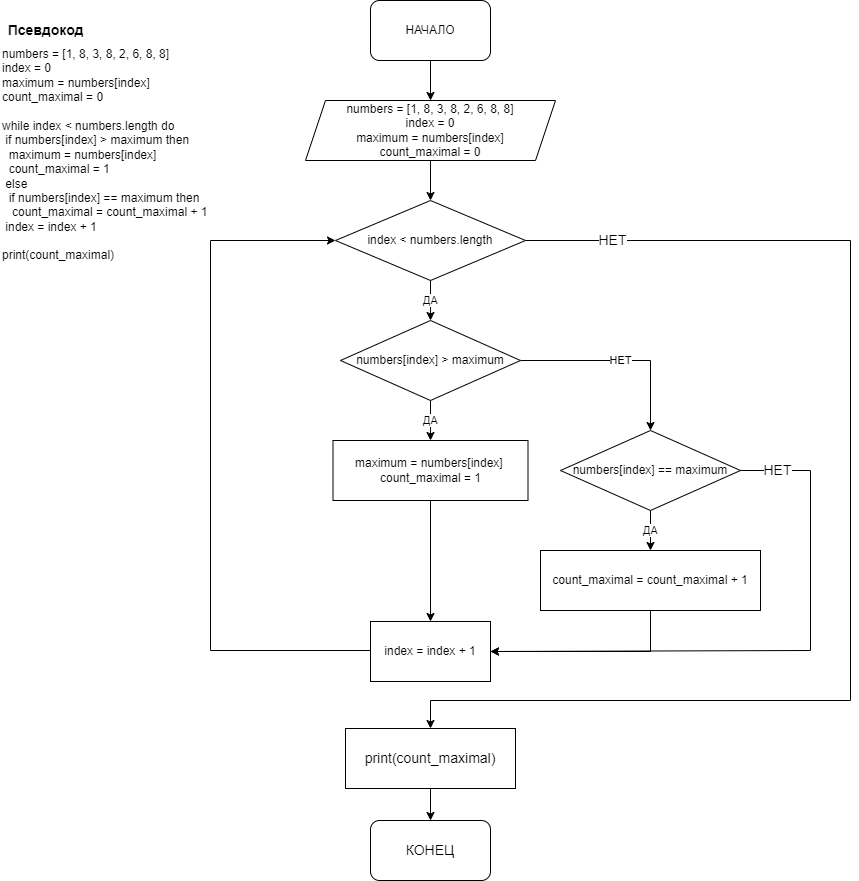 Псевдокод
numbers = [1, 8, 3, 8, 2, 6, 8, 8]
index = 0
maximum = numbers[index]
count_maximal = 0
while index < numbers.length do
if numbers[index] > maximum then
maximum = numbers[index]
count_maximal = 1
else
if numbers[index] == maximum then
count_maximal = count_maximal + 1
index = index + 1
print(count_maximal)
НАЧАЛО
numbers = [1, 8, 3, 8, 2, 6, 8, 8]
index = 0
maximum = numbers[index]
count_maximal = 0
index < numbers.length
НЕТ
ДА
numbers[index] > maximum
НЕТ
ДА
maximum = numbers[index]
count_maximal = 1
numbers[index] == maximum
НЕТ
ДА
count_maximal = count_maximal + 1
index = index + 1
print(count_maximal)
КОНЕЦ